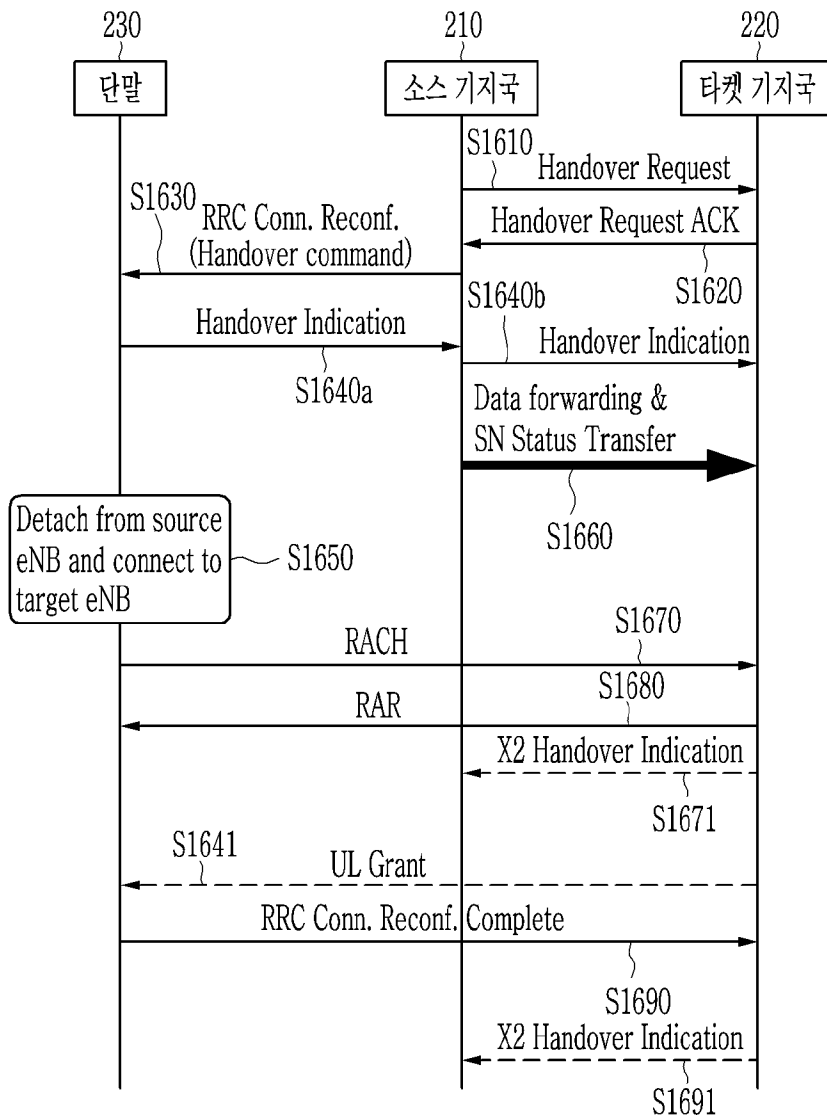 230
210
220
단말
소스 기지국
타켓 기지국
S1610
Handover Request
S1630
RRC Conn. Reconf.
(Handover command)
Handover Request ACK
S1620
S1640b
Handover Indication
Handover Indication
S1640a
Data forwarding &
SN Status Transfer
S1660
Detach from source
eNB and connect to
target eNB
S1650
S1670
RACH
S1680
RAR
X2 Handover Indication
S1671
S1641
UL Grant
RRC Conn. Reconf. Complete
S1690
X2 Handover Indication
S1691